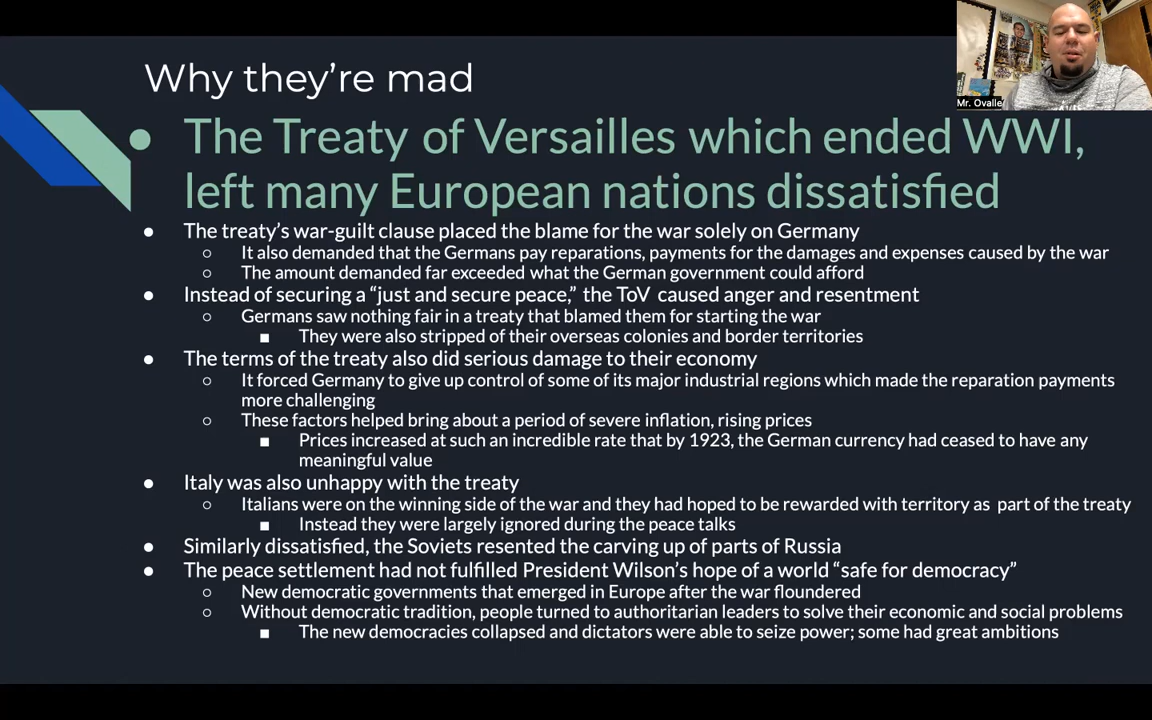 Why they're mad
Mr. Ovalle
● The Treaty of Versailles which ended WWI,
left many European nations dissatisfied
● The treaty's war-guilt clause placed the blame for the war solely on Germany
○ It also demanded that the Germans pay reparations, payments for the damages and expenses caused by the war
○ The amount demanded far exceeded what the German government could afford
● Instead of securing a “just and secure peace,” the ToV caused anger and resentment
○ Germans saw nothing fair in a treaty that blamed them for starting the war
■ They were also stripped of their overseas colonies and border territories
● The terms of the treaty also did serious damage to their economy
○ It forced Germany to give up control of some of its major industrial regions which made the reparation payments
more challenging
○ These factors helped bring about a period of severe inflation, rising prices
■ Prices increased at such an incredible rate that by 1923, the German currency had ceased to have any
meaningful value
● Italy was also unhappy with the treaty
○ Italians were on the winning side of the war and they had hoped to be rewarded with territory as part of the treaty
■ Instead they were largely ignored during the peace talks
● Similarly dissatisfied, the Soviets resented the carving up of parts of Russia
● The peace settlement had not fulfilled President Wilson's hope of a world “safe for democracy”
○ New democratic governments that emerged in Europe after the war floundered
○ Without democratic tradition, people turned to authoritarian leaders to solve their economic and social problems
■ The new democracies collapsed and dictators were able to seize power; some had great ambitions